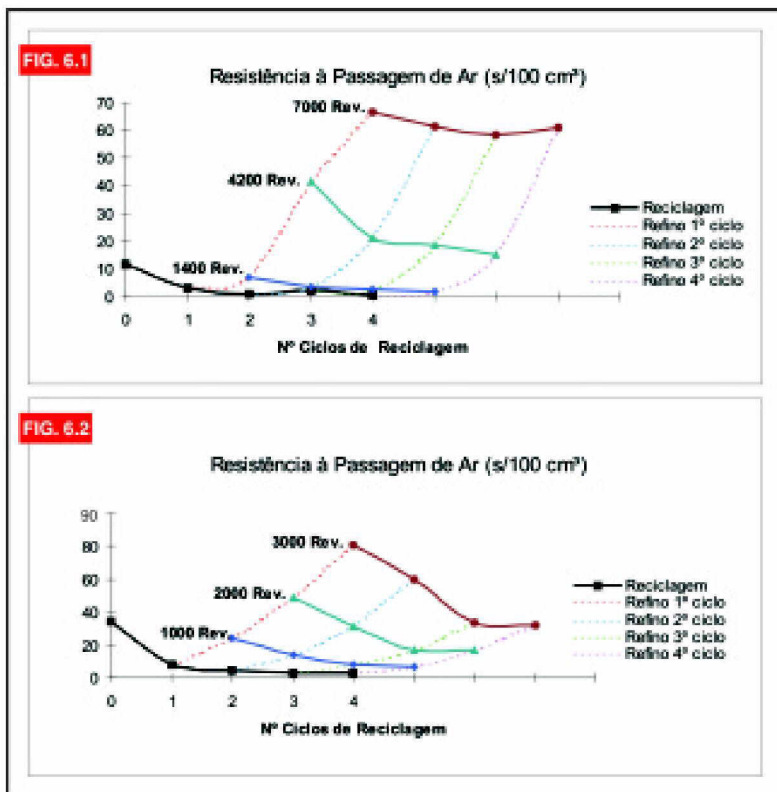 FIG. 6.1
Resistência à Passagem de Ar (s/100 cm³)
70
60
50
40
30
20
10
0
7000 Rev.
4200 Rev.
1400 Rev.
0 1 2 3 4
Nº Ciclos de Reciclagem
Reciclagem
Refino 1º ciclo
Refino 2º ciclo
Refino 3º ciclo
Refino 4º ciclo
FIG. 6.2
Resistência à Passagem de Ar (s/100 cm³)
90
80
60
40
20
0
3000 Rev.
2000 Rev.
1000 Rev.
0 1 2 3 4
Nº Ciclos de Reciclagem
Reciclagem
Refino 1º ciclo
Refino 2º ciclo
Refino 3º ciclo
Refino 4º ciclo